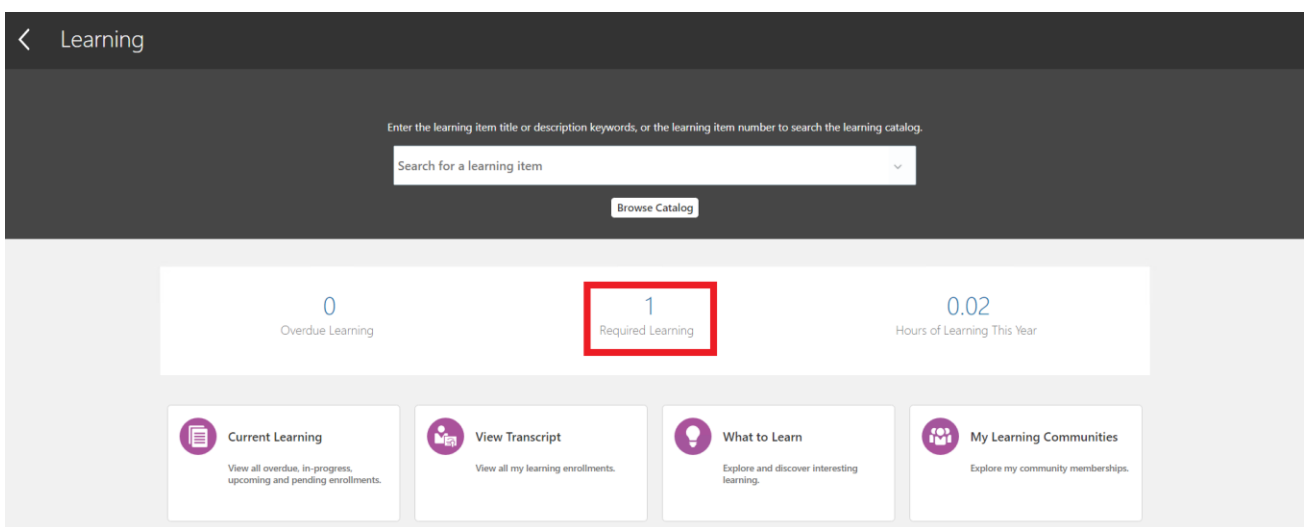 Learning
Enter the learning item title or description keywords, or the learning item number to search the learning catalog.
Search for a learning item
Browse Catalog
0
Overdue Learning
1
Required Learning
0.02
Hours of Learning This Year
Current Learning
View all overdue, in-progress,
upcoming and pending enrollments.
View Transcript
View all my learning enrollments.
What to Learn
Explore and discover interesting
learning.
My Learning Communities
Explore my community memberships.